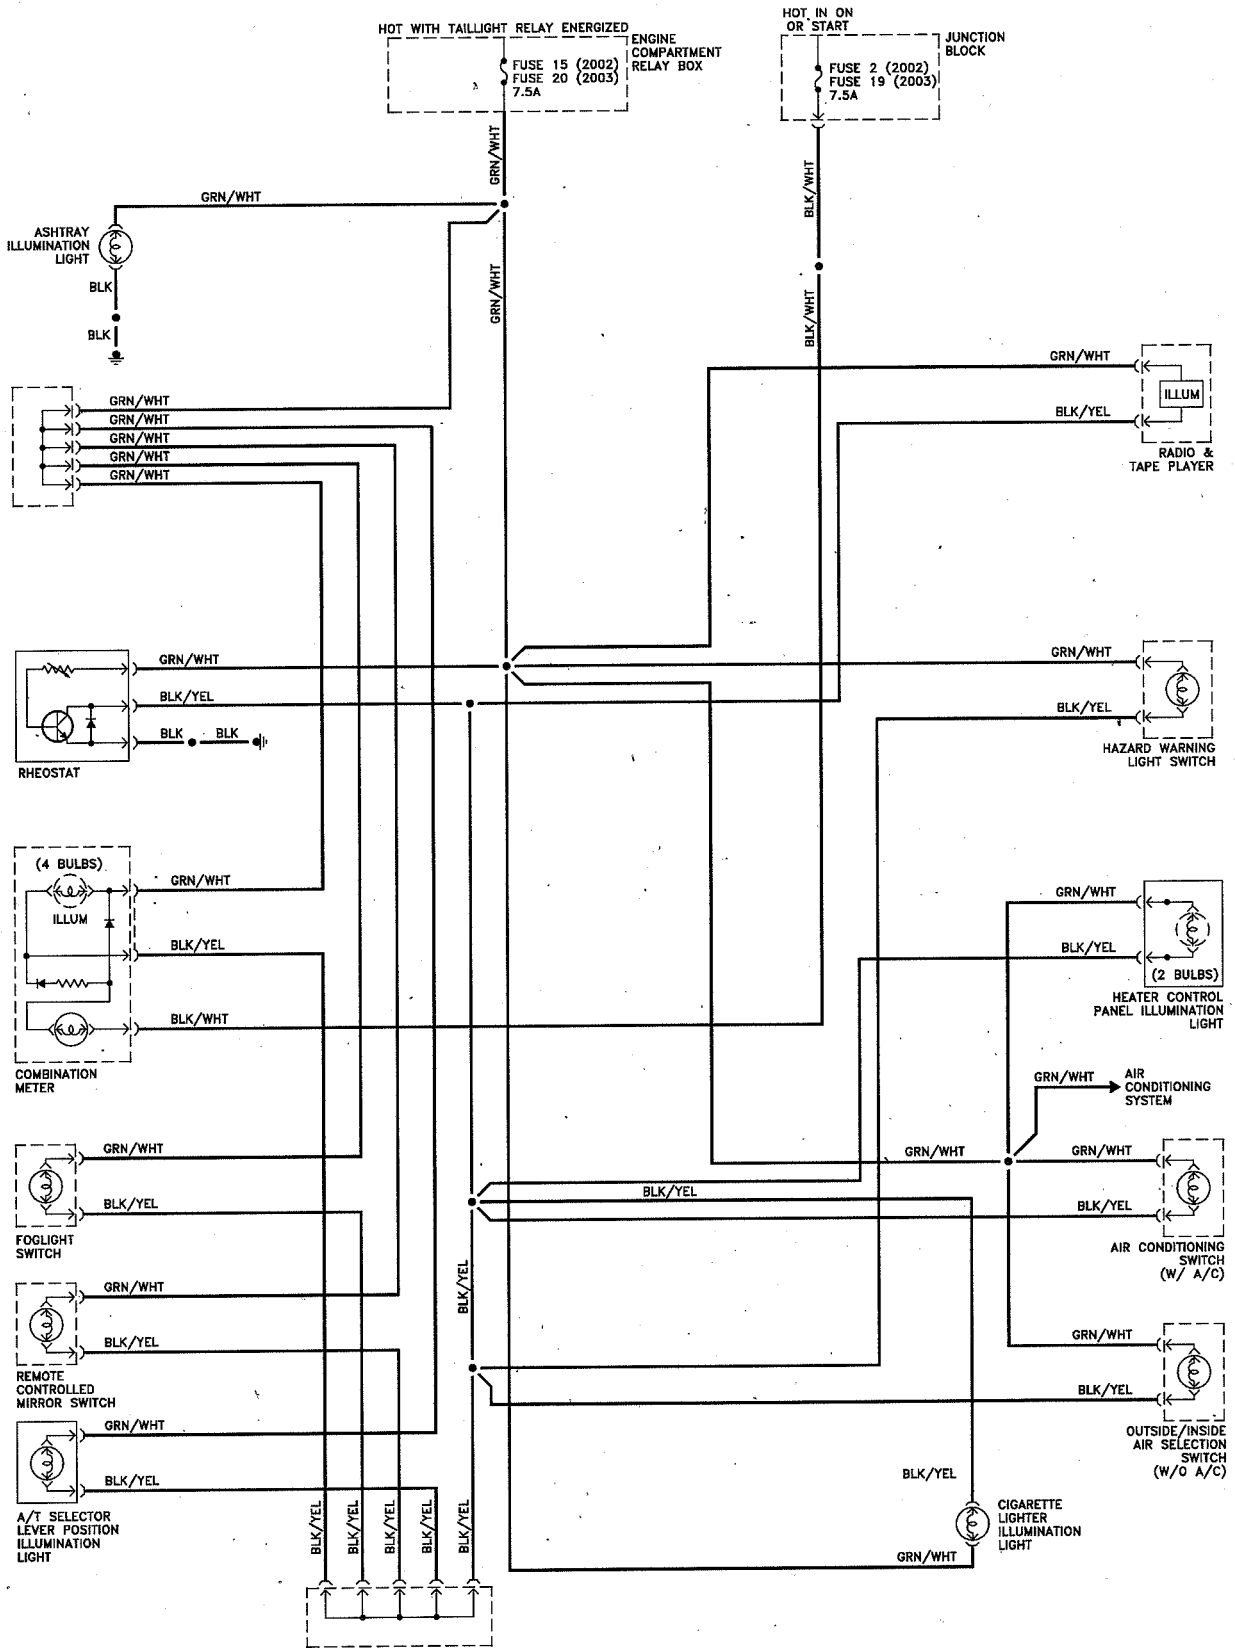 HOT WITH TAILLIGHT RELAY ENERGIZED
ENGINE
COMPARTMENT
RELAY BOX
FUSE 15 (2002)
FUSE 20 (2003)
7.5A
HOT IN ON
OR START
JUNCTION
BLOCK
FUSE 2 (2002)
FUSE 19 (2003)
7.5A
GRN/WHT
BLK/WHT
GRN/WHT
ASHTRAY
ILLUMINATION
LIGHT
BLK
BLK
GRN/WHT
BLK/WHT
GRN/WHT
BLK/YEL
ILLUM
RADIO &
TAPE PLAYER
GRN/WHT
GRN/WHT
GRN/WHT
GRN/WHT
GRN/WHT
GRN/WHT
BLK/YEL
BLK
BLK
RHEOSTAT
GRN/WHT
BLK/YEL
HAZARD WARNING
LIGHT SWITCH
(4 BULBS)
ILLUM
GRN/WHT
BLK/YEL
BLK/WHT
COMBINATION
METER
GRN/WHT
BLK/YEL
(2 BULBS)
HEATER CONTROL
PANEL ILLUMINATION
LIGHT
GRN/WHT
AIR
CONDITIONING
SYSTEM
GRN/WHT
BLK/YEL
FOGLIGHT
SWITCH
GRN/WHT
GRN/WHT
BLK/YEL
BLK/YEL
AIR CONDITIONING
SWITCH
(W/ A/C)
BLK/YEL
GRN/WHT
BLK/YEL
REMOTE
CONTROLLED
MIRROR SWITCH
GRN/WHT
BLK/YEL
OUTSIDE/INSIDE
AIR SELECTION
SWITCH
(W/O A/C)
GRN/WHT
BLK/YEL
A/T SELECTOR
LEVER POSITION
ILLUMINATION
LIGHT
BLK/YEL
BLK/YEL
BLK/YEL
BLK/YEL
BLK/YEL
BLK/YEL
CIGARETTE
LIGHTER
ILLUMINATION
LIGHT
GRN/WHT